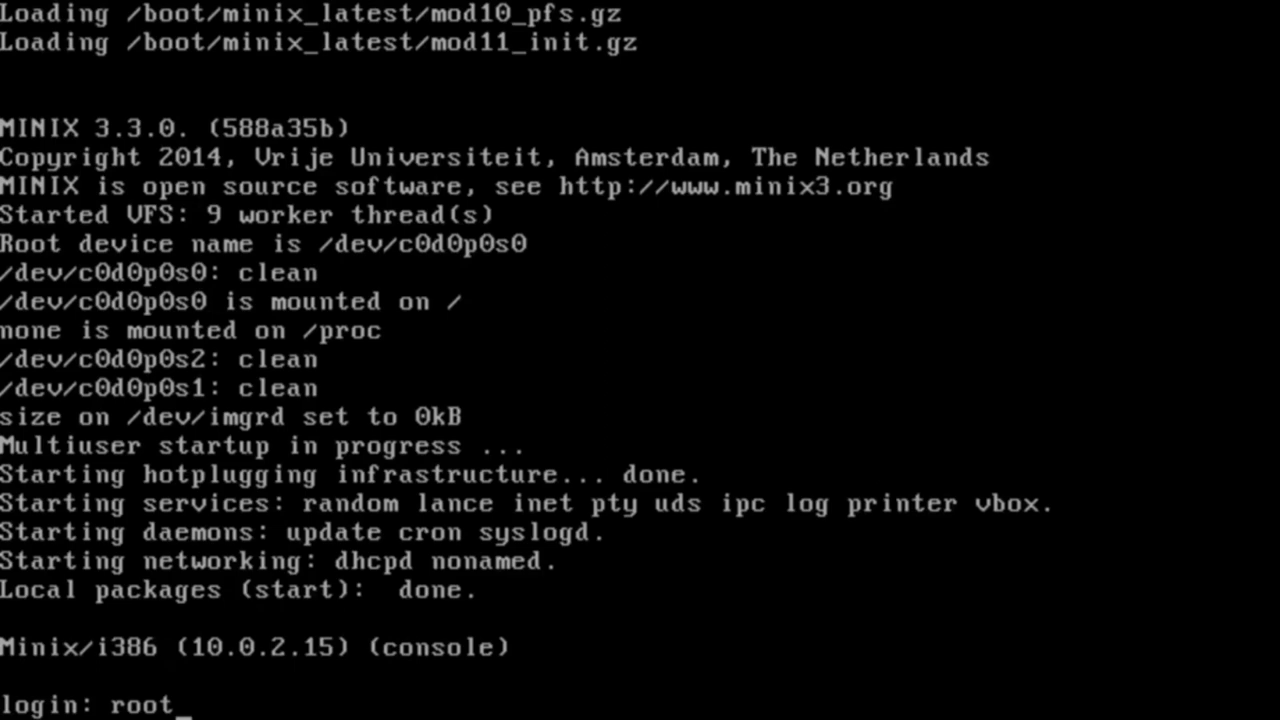 Loading /boot/minix_latest/mod10_pfs.gz
Loading /boot/minix_latest/mod11_init.gz
MINIX 3.3.0. (588a35b)
Copyright 2014, Vrije Universiteit, Amsterdam, The Netherlands
MINIX is open source software, see http://www.minix3.org
Started VFS: 9 worker thread(s)
Root device name is /dev/c0d0p0s0
/dev/c0d0p0s0: clean
/dev/c0d0p0s0 is mounted on /
none is mounted on /proc
/dev/c0d0p0s2: clean
/dev/c0d0p0s1: clean
size on /dev/imgrd set to 0kB
Multiuser startup in progress ...
Starting hotplugging infrastructure... done.
Starting services: random lance inet pty uds ipc log printer vbox.
Starting daemons: update cron syslogd.
Starting networking: dhcpd nonamed.
Local packages (start):  done.
Minix/i386 (10.0.2.15) (console)
login: root_